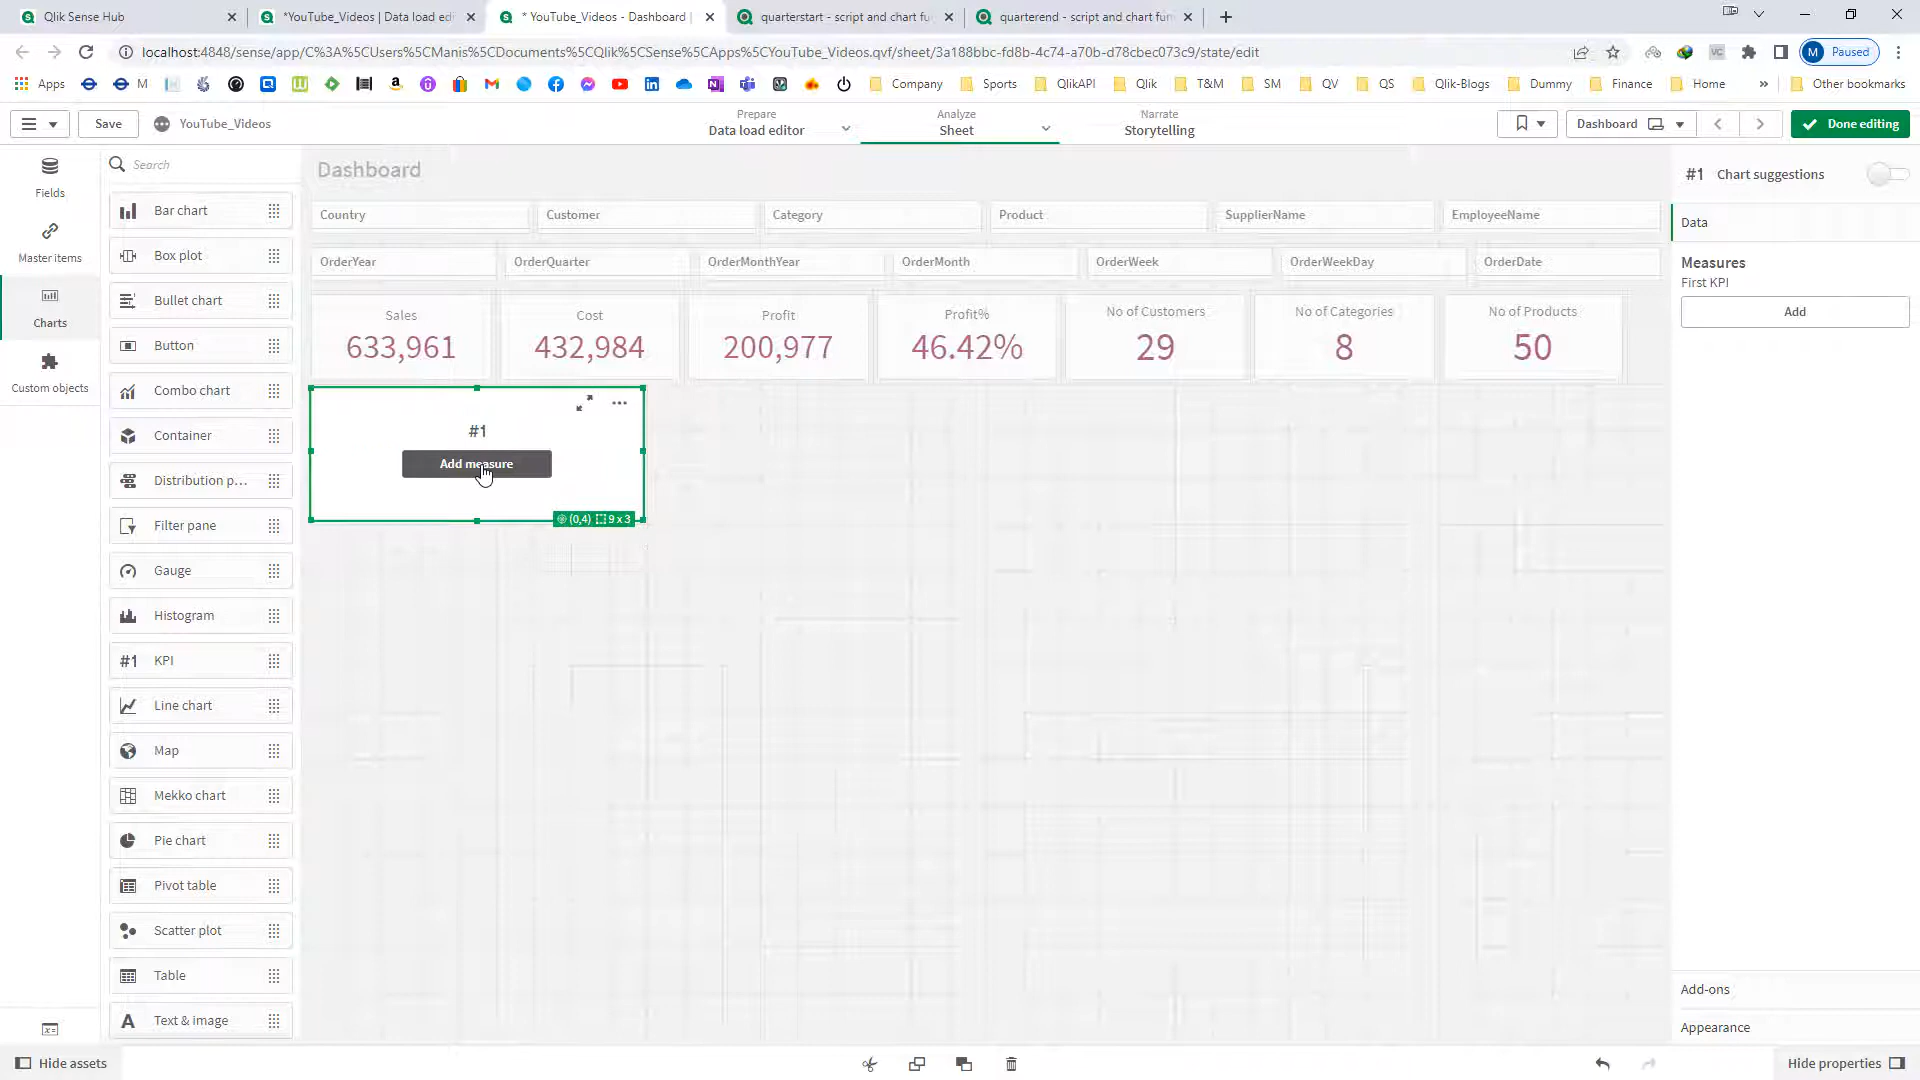 Qlik Sense Hub
*YouTube_Videos | Data load edi
* YouTube_Videos - Dashboard |
quarterstart - script and chart fu
quarterend - script and chart fun
localhost:4848/sense/app/C%3A%5CUsers%5CManis%5CDocuments%5CQlik%5CSense%5CApps%5CYouTube_Videos.qvf/sheet/3a188bbc-fd8b-4c74-a70b-d78cbec073c9/state/edit
M Paused
Apps
M
Company
Sports
QlikAPI
Qlik
T&M
SM
QV
QS
Qlik-Blogs
Dummy
Finance
Home
»
Other bookmarks
Save
YouTube_Videos
Prepare
Data load editor
Analyze
Sheet
Narrate
Storytelling
Dashboard
Done editing
Fields
Master items
Charts
Custom objects
Search
Bar chart
Box plot
Bullet chart
Button
Combo chart
Container
Distribution p...
Filter pane
Gauge
Histogram
#1 KPI
Line chart
Map
Mekko chart
Pie chart
Pivot table
Scatter plot
Table
A Text & image
Dashboard
Country
Customer
Category
Product
SupplierName
EmployeeName
OrderYear
OrderQuarter
OrderMonthYear
OrderMonth
OrderWeek
OrderWeekDay
OrderDate
Sales
633,961
Cost
432,984
Profit
200,977
Profit%
46.42%
No of Customers
29
No of Categories
8
No of Products
50
#1
Add measure
(0,4) 9 x 3
#1 Chart suggestions
Data
Measures
First KPI
Add
Add-ons
Appearance
Hide assets
Hide properties